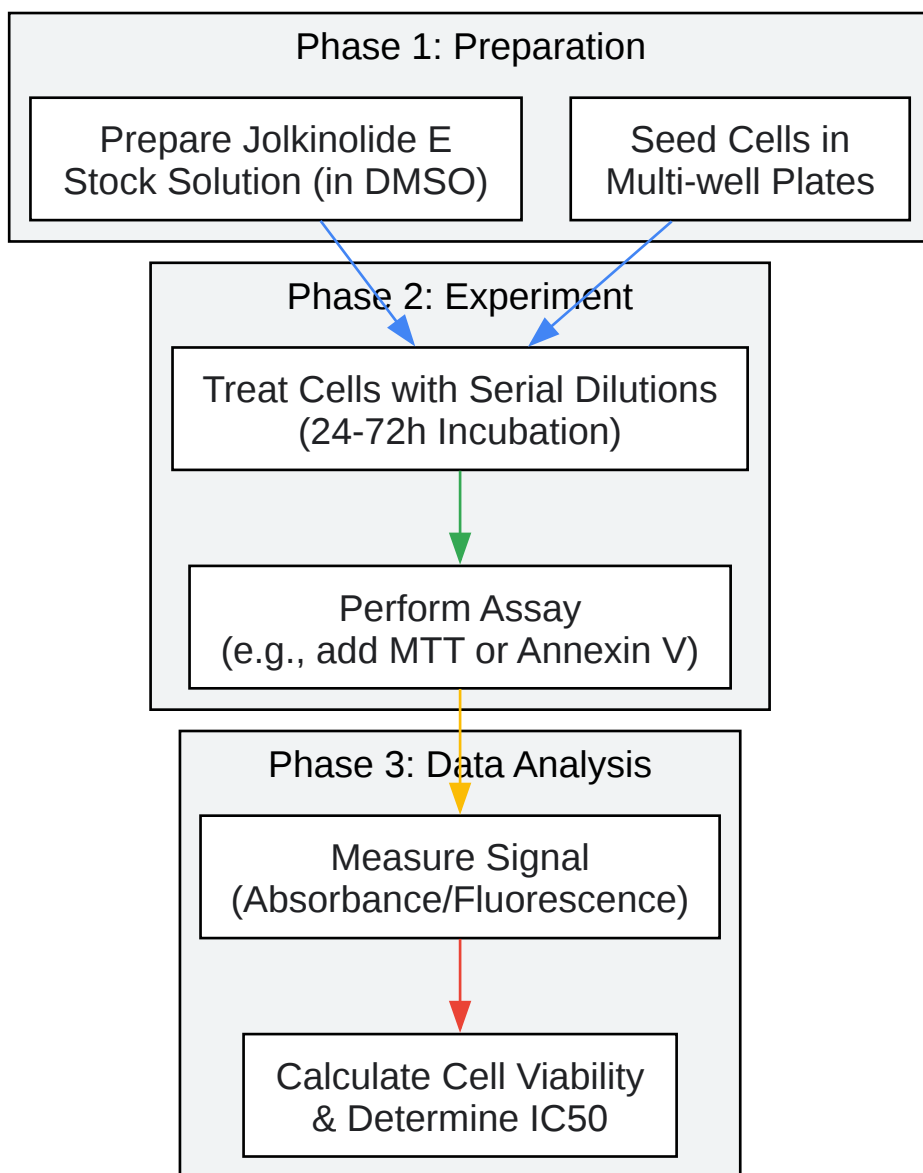 Phase 1: Preparation
Prepare Jolkinolide E
Stock Solution (in DMSO)
Seed Cells in
Multi-well Plates
Phase 2: Experiment
Treat Cells with Serial Dilutions
(24-72h Incubation)
Perform Assay
(e.g., add MTT or Annexin V)
Phase 3: Data Analysis
Measure Signal
(Absorbance/Fluorescence)
Calculate Cell Viability
& Determine IC50